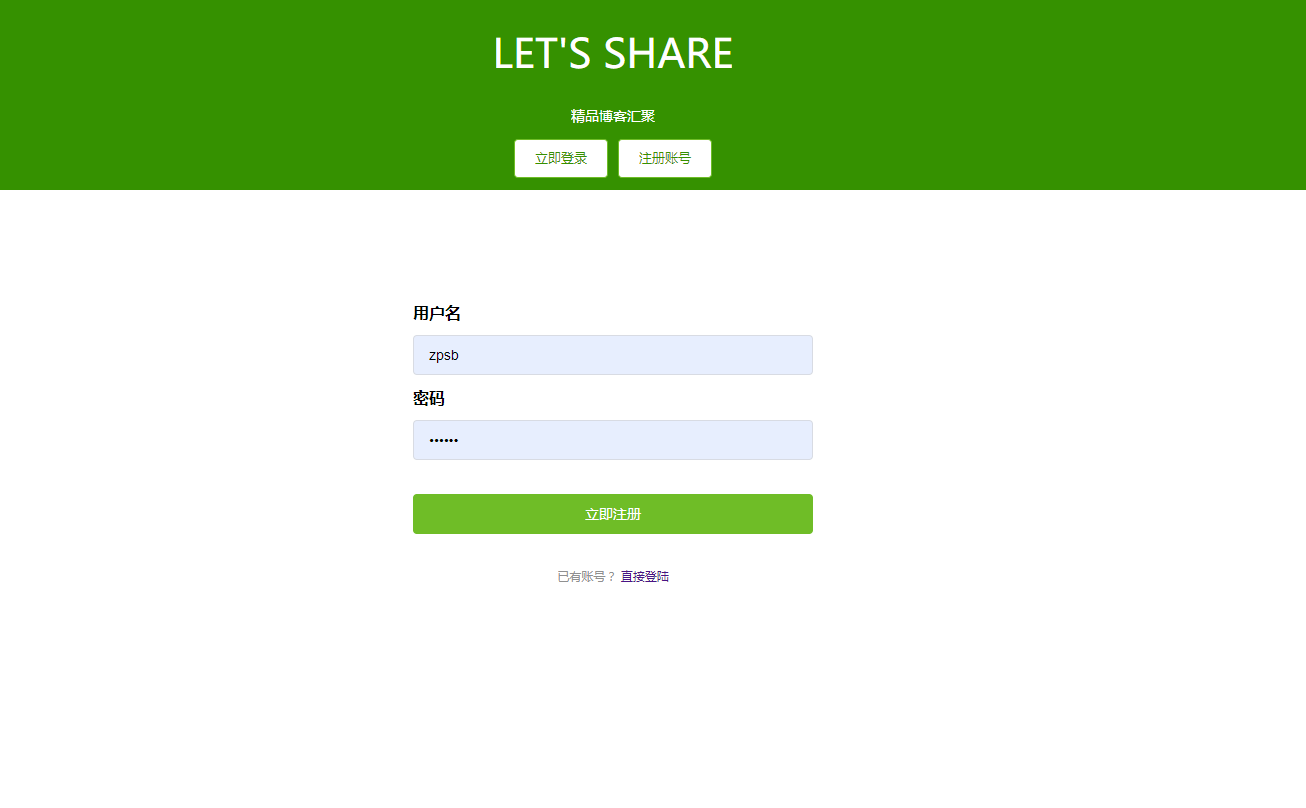 LET'S SHARE
精品博客汇聚
立即登录 注册账号
用户名
zpsb
密码
••••••
立即注册
已有账号？ 直接登陆